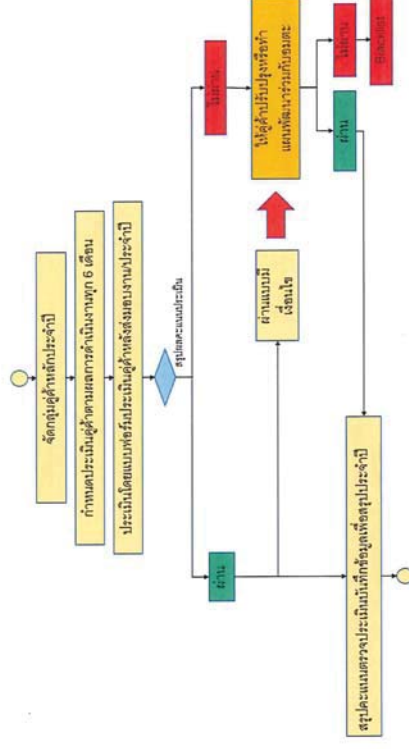 จัดกลุ่มคู่ค้าหลักประจำปี
กำหนดประเมินคู่ค้าตามผลการดำเนินงานทุก 6 เดือน
ประเมินโดยแบบฟอร์มประเมินคู่ค้าหลังส่งมอบงาน/ประจำปี
สรุปผลคะแนนประเมิน
ผ่าน
ไม่ผ่าน
ผ่านแบบมี
เงื่อนไข
ให้คู่ค้าปรับปรุงหรือทำ
แผนพัฒนาร่วมกับอมตะ
ผ่าน
ไม่ผ่าน
Blacklist
สรุปคะแนนตรวจประเมินบันทึกข้อมูลเพื่อสรุปประจำปี